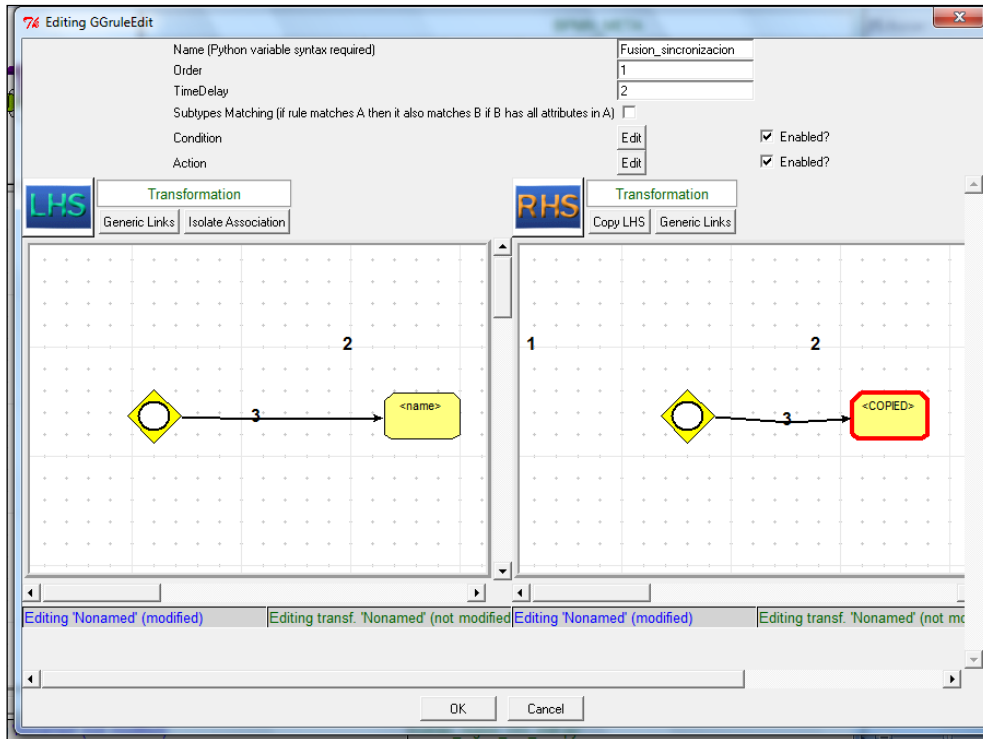 Editing GGruleEdit
Name (Python variable syntax required) Fusion_sincronizacion
Order 1
TimeDelay 2
Subtypes Matching (if rule matches A then it also matches B if B has all attributes in A)
Condition Edit Enabled?
Action Edit Enabled?
LHS Transformation RHS Transformation
Generic Links Isolate Association Copy LHS Generic Links
2 1 2
<name> <COPIED>
3 3
Editing 'Nonamed' (modified) Editing transf. 'Nonamed' (not modified Editing 'Nonamed' (modified) Editing transf. 'Nonamed' (not mo
OK Cancel